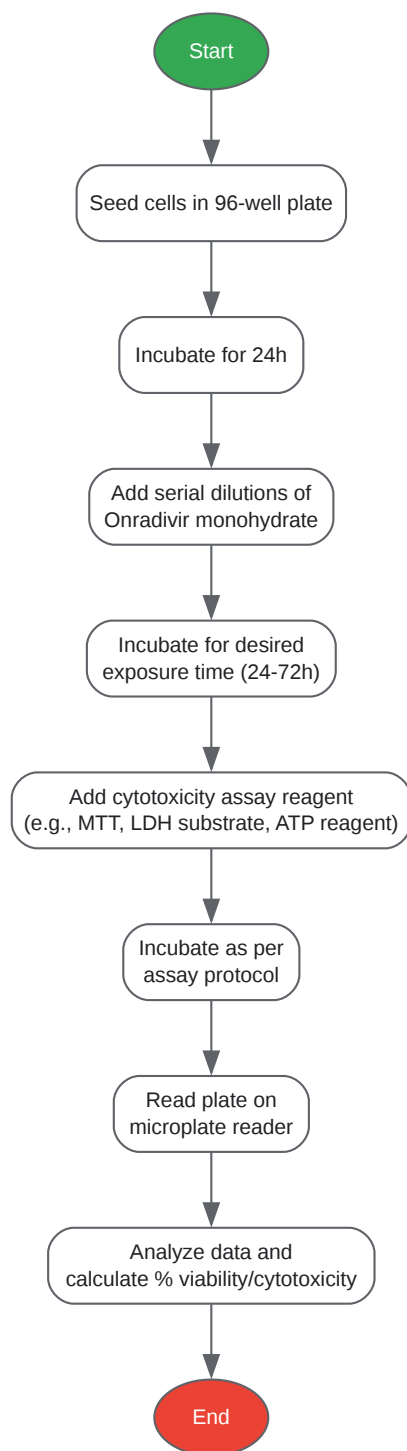 Start
Seed cells in 96-well plate
Incubate for 24h
Add serial dilutions of
Onradivir monohydrate
Incubate for desired
exposure time (24-72h)
Add cytotoxicity assay reagent
(e.g., MTT, LDH substrate, ATP reagent)
Incubate as per
assay protocol
Read plate on
microplate reader
Analyze data and
calculate % viability/cytotoxicity
End